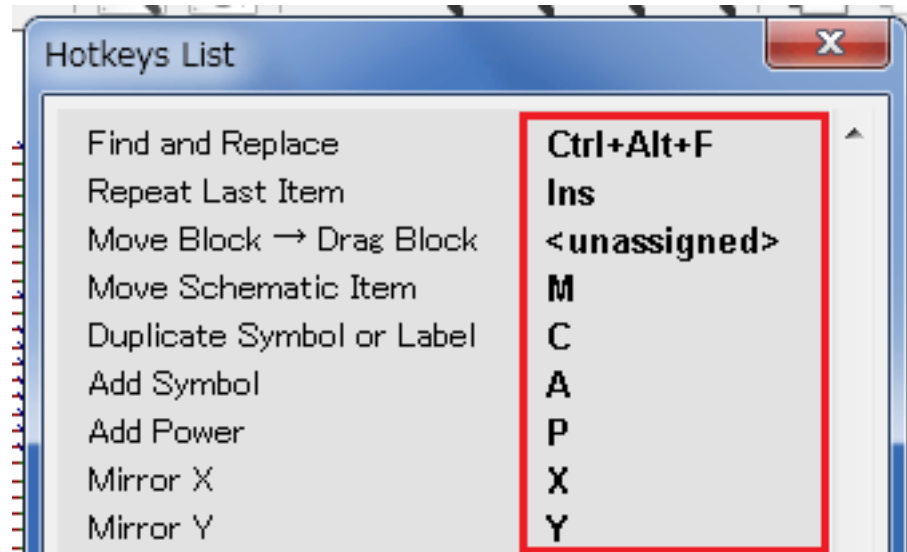 Hotkeys List
Find and Replace Ctrl+Alt+F
Repeat Last Item Ins
Move Block → Drag Block <unassigned>
Move Schematic Item M
Duplicate Symbol or Label C
Add Symbol A
Add Power P
Mirror X X
Mirror Y Y